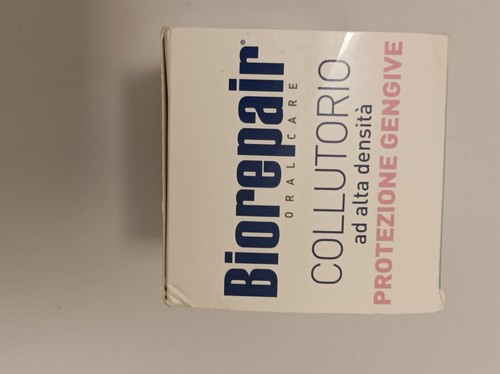 Biorepair®
ORAL CARE
COLLUTORIO
ad alta densità
PROTEZIONE GENGIVE